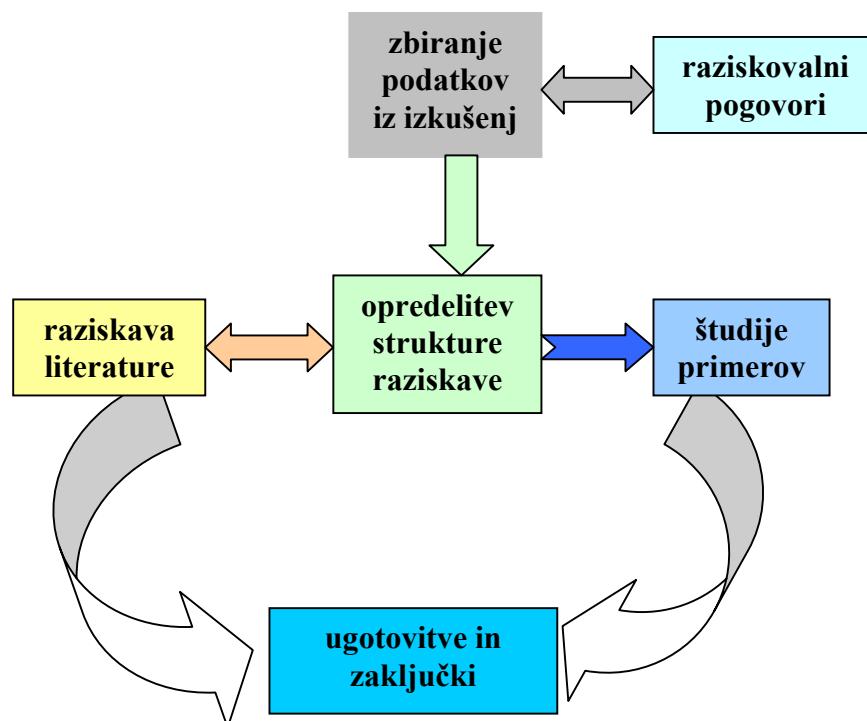 zbiranje
podatkov
iz izkušenj
raziskovalni
pogovori
raziskava
literature
opredelitev
strukture
raziskave
študije
primerov
ugotovitve in
zaključki